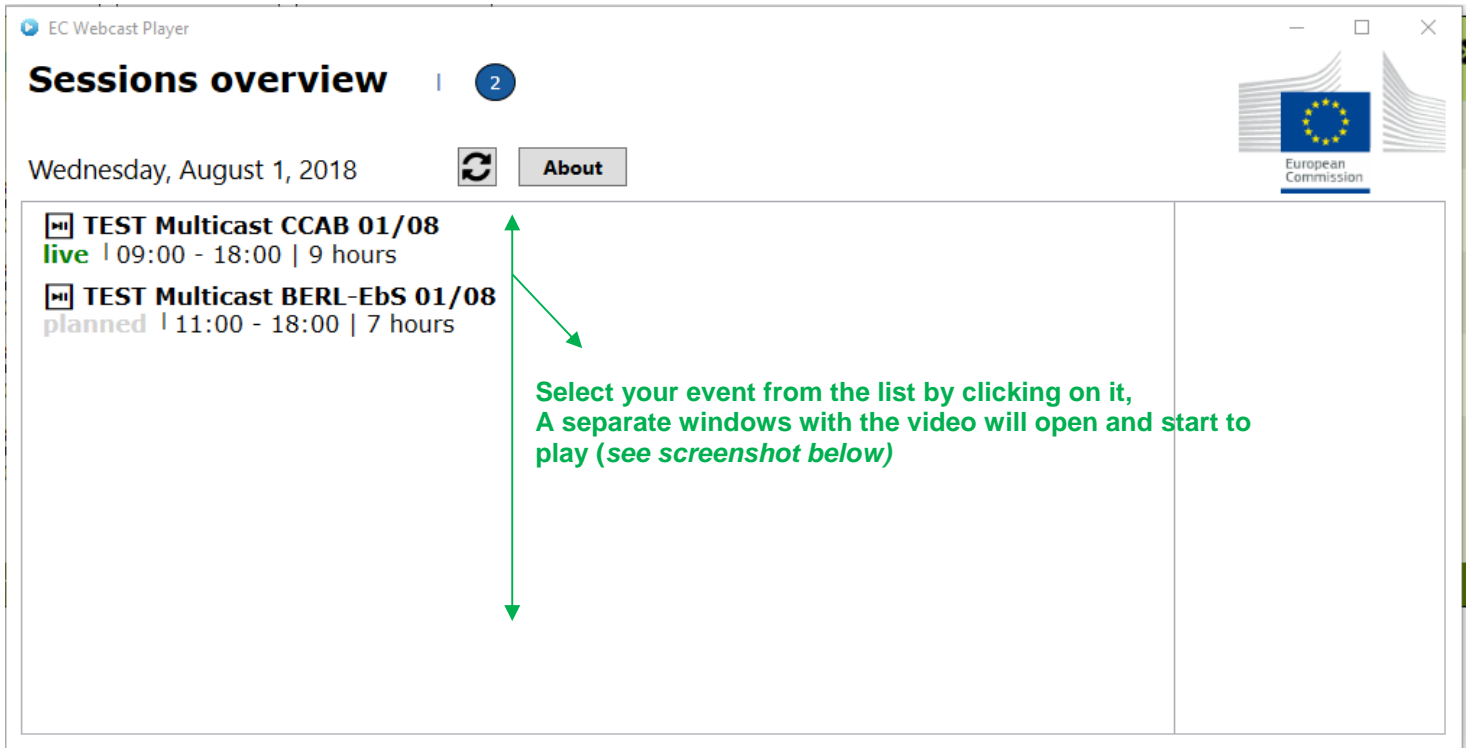 EC Webcast Player
Sessions overview | 2
Wednesday, August 1, 2018
About
European
Commission
TEST Multicast CCAB 01/08
live | 09:00 - 18:00 | 9 hours
TEST Multicast BERL-EbS 01/08
planned | 11:00 - 18:00 | 7 hours
Select your event from the list by clicking on it,
A separate windows with the video will open and start to
play (see screenshot below)